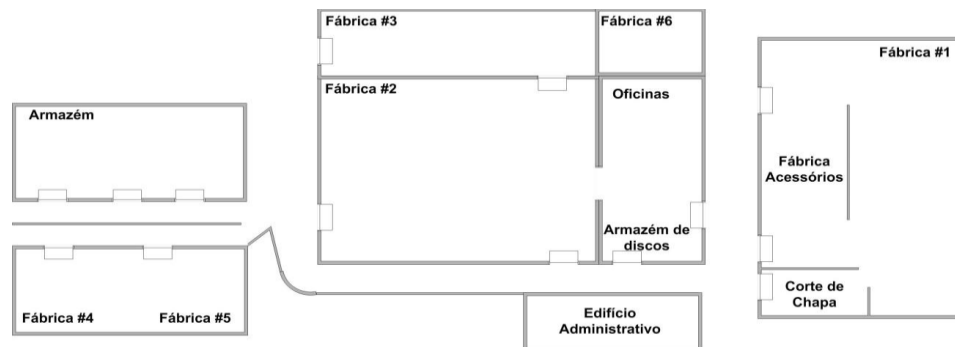 Fábrica #3
Fábrica #6
Fábrica #1
Fábrica #2
Oficinas
Armazém
Fábrica
Acessórios
Armazém de
discos
Corte de
Chapa
Fábrica #4
Fábrica #5
Edifício
Administrativo